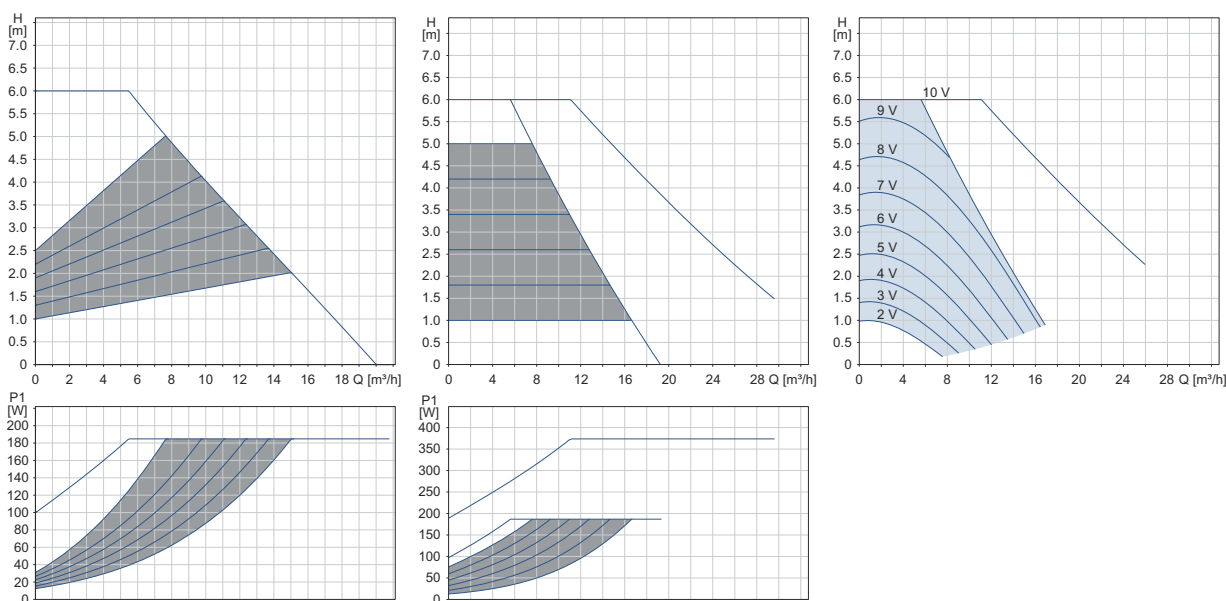 H
[m]
7.0
6.5
6.0
5.5
5.0
4.5
4.0
3.5
3.0
2.5
2.0
1.5
1.0
0.5
0
0 2 4 6 8 10 12 14 16 18 Q [m³/h]
H
[m]
7.0
6.5
6.0
5.5
5.0
4.5
4.0
3.5
3.0
2.5
2.0
1.5
1.0
0.5
0
0 4 8 12 16 20 24 28 Q [m³/h]
H
[m]
7.0
6.5
6.0
5.5
5.0
4.5
4.0
3.5
3.0
2.5
2.0
1.5
1.0
0.5
0
10 V
9 V
8 V
7 V
6 V
5 V
4 V
3 V
2 V
0 4 8 12 16 20 24 28 Q [m³/h]
P1
[W]
200
180
160
140
120
100
80
60
40
20
0
P1
[W]
400
350
300
250
200
150
100
50
0